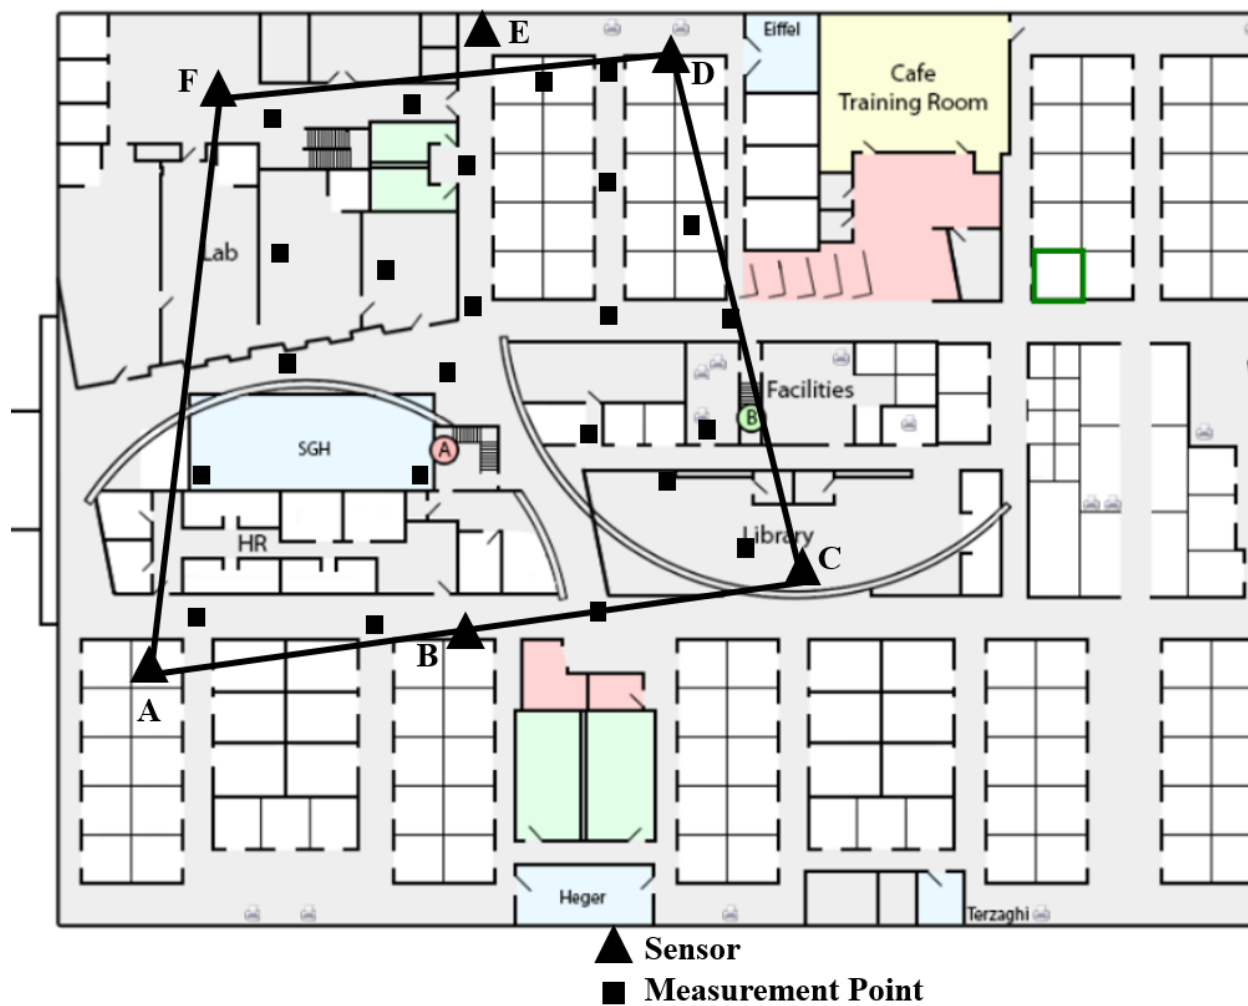 E
Eiffel
F
D
Cafe
Training Room
Lab
Facilities
B
SGH
A
Library
HR
C
B
A
Heger
Terzaghi
Sensor
Measurement Point